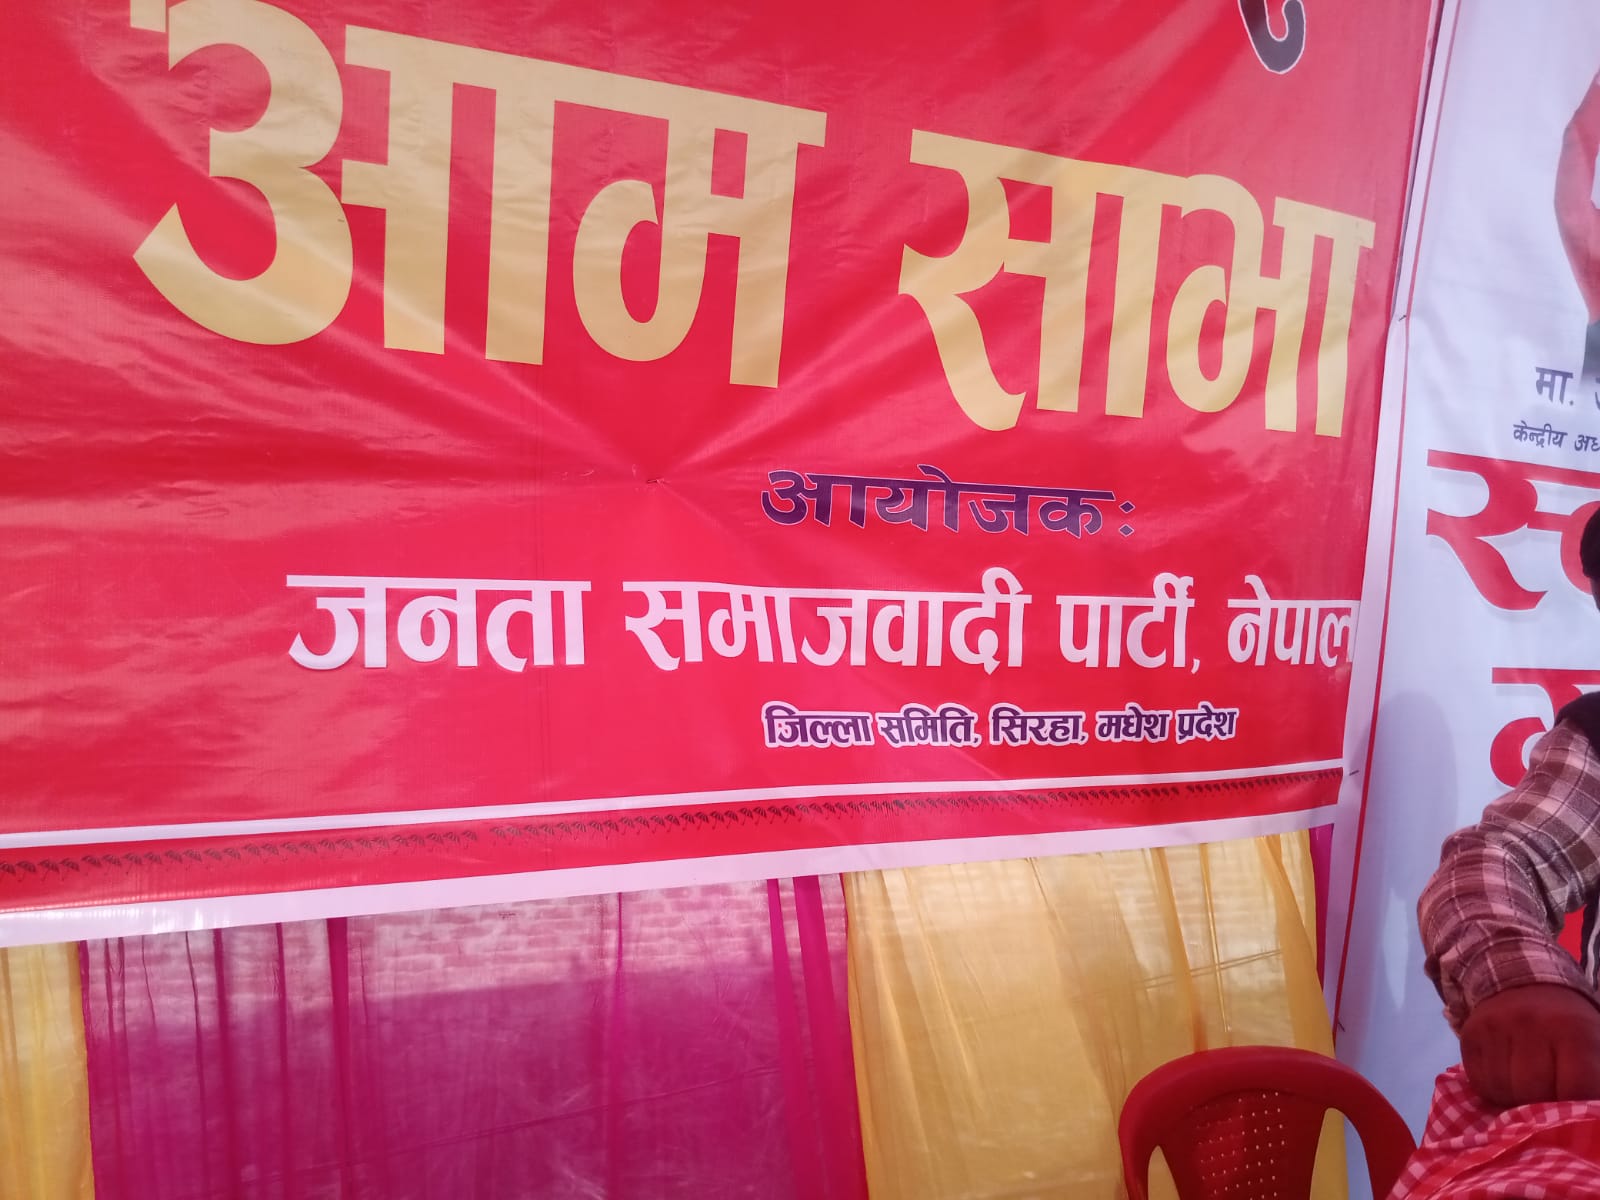 आम सभा
आयोजकः
जनता समाजवादी पार्टी, नेपाल
जिल्ला समिति, सिरहा, मधेश प्रदेश
मा.
केन्द्रीय